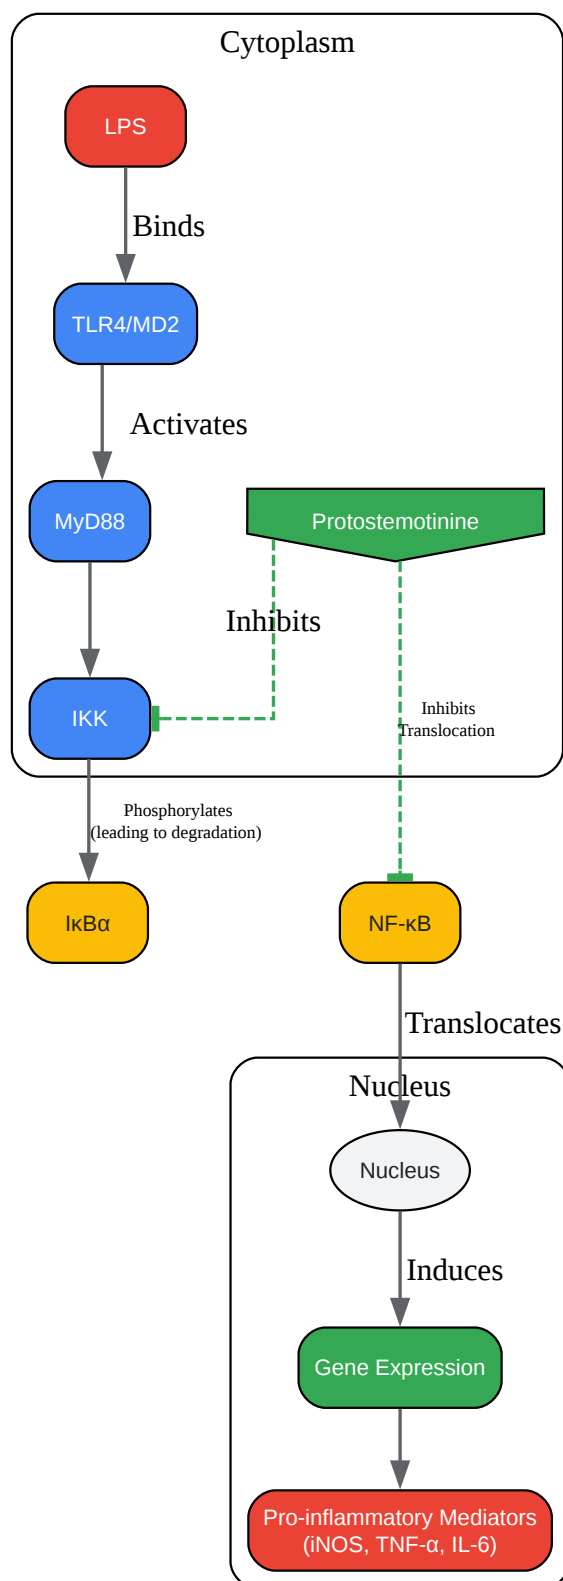 Cytoplasm
LPS
Binds
TLR4/MD2
Activates
MyD88
Protostemotinine
Inhibits
IKK
Inhibits
Translocation
Phosphorylates
(leading to degradation)
IκBα
NF-κB
Translocates
Nucleus
Nucleus
Induces
Gene Expression
Pro-inflammatory Mediators
(iNOS, TNF-α, IL-6)